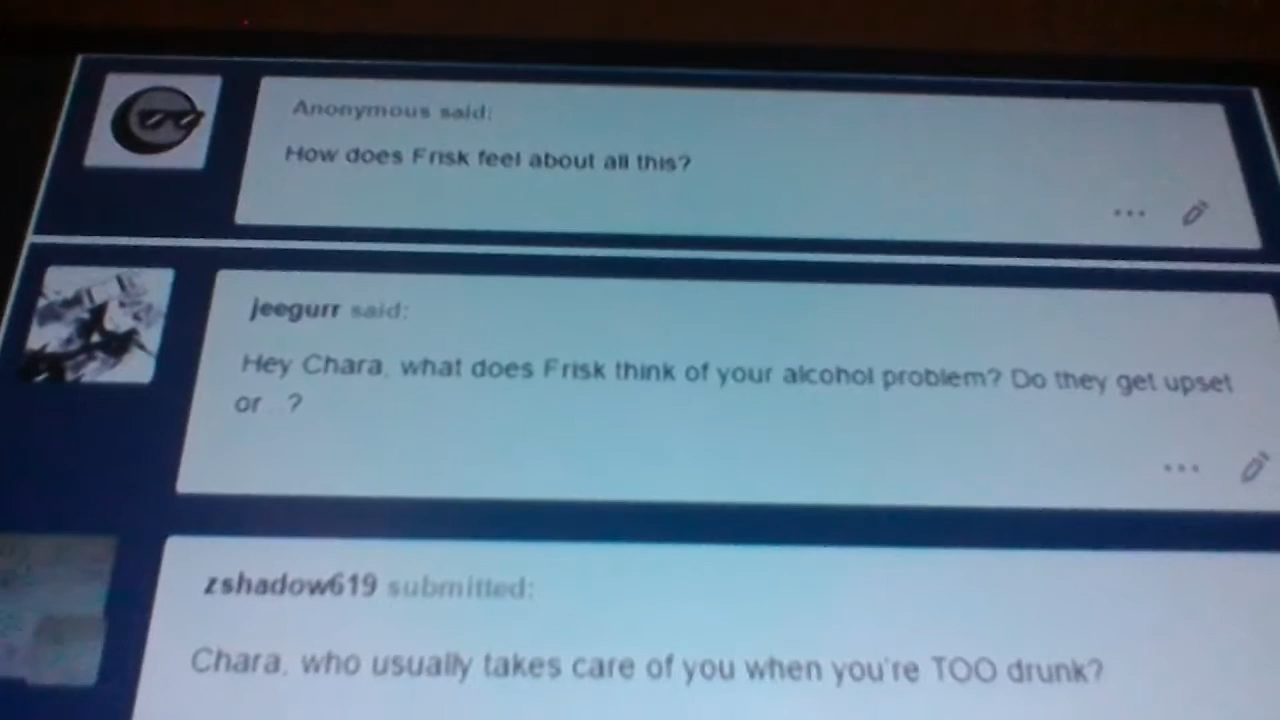 Anonymous said:
How does Frisk feel about all this?
jeegurr said:
Hey Chara, what does Frisk think of your alcohol problem? Do they get upset
or...?
zshadow619 submitted:
Chara, who usually takes care of you when you're TOO drunk?